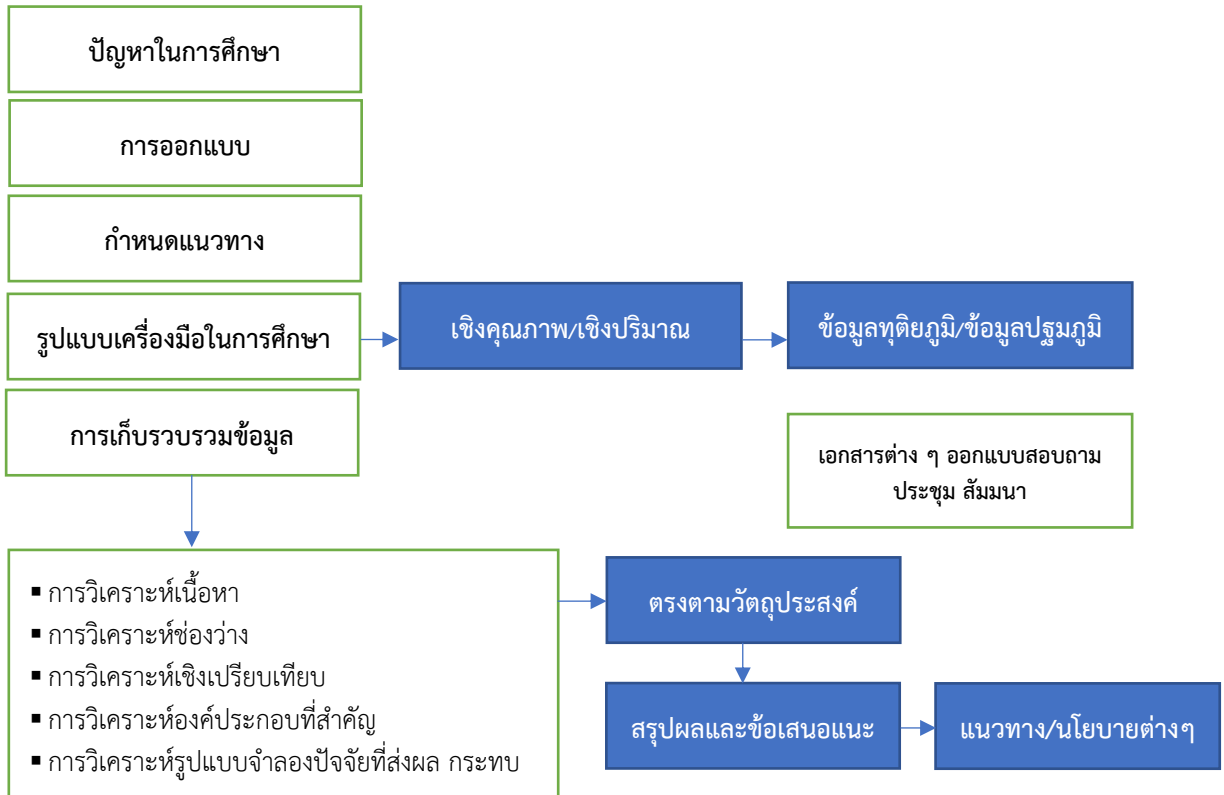 ปัญหาในการศึกษา
การออกแบบ
กำหนดแนวทาง
รูปแบบเครื่องมือในการศึกษา
เชิงคุณภาพ/เชิงปริมาณ
ข้อมูลทุติยภูมิ/ข้อมูลปฐมภูมิ
การเก็บรวบรวมข้อมูล
เอกสารต่าง ๆ ออกแบบสอบถาม
ประชุม สัมมนา
▪ การวิเคราะห์เนื้อหา
▪ การวิเคราะห์ช่องว่าง
▪ การวิเคราะห์เชิงเปรียบเทียบ
▪ การวิเคราะห์องค์ประกอบที่สำคัญ
▪ การวิเคราะห์รูปแบบจำลองปัจจัยที่ส่งผล กระทบ
ตรงตามวัตถุประสงค์
สรุปผลและข้อเสนอแนะ
แนวทาง/นโยบายต่างๆ